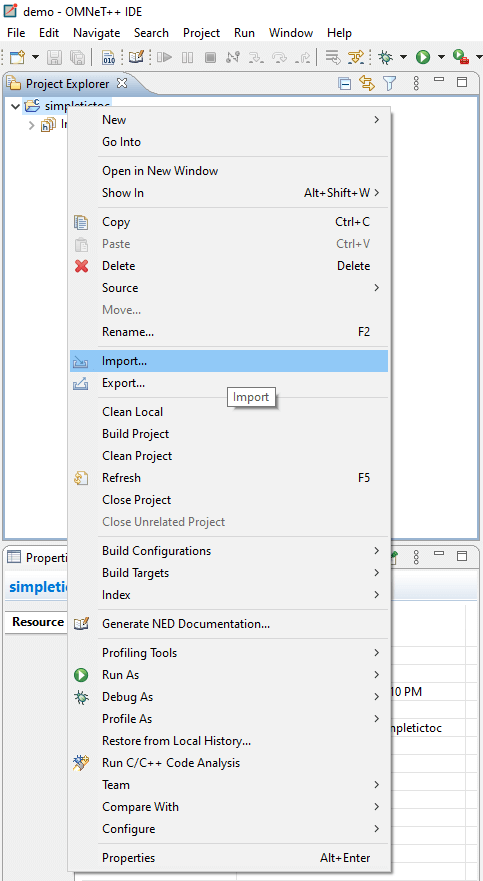 demo - OMNeT++ IDE
File Edit Navigate Search Project Run Window Help
010
Project Explorer
simpletictoc
New
Go Into
Open in New Window
Show In Alt+Shift+W
Copy Ctrl+C
Paste Ctrl+V
Delete Delete
Source
Move...
Rename... F2
Import...
Export...
Import
Clean Local
Build Project
Clean Project
Refresh F5
Close Project
Close Unrelated Project
Build Configurations
Properti
Build Targets
simpletic
Index
Resource
Generate NED Documentation...
Profiling Tools
Run As
Debug As
10 PM
Profile As
mpletictoc
Restore from Local History...
Run C/C++ Code Analysis
Team
Compare With
Configure
Properties Alt+Enter